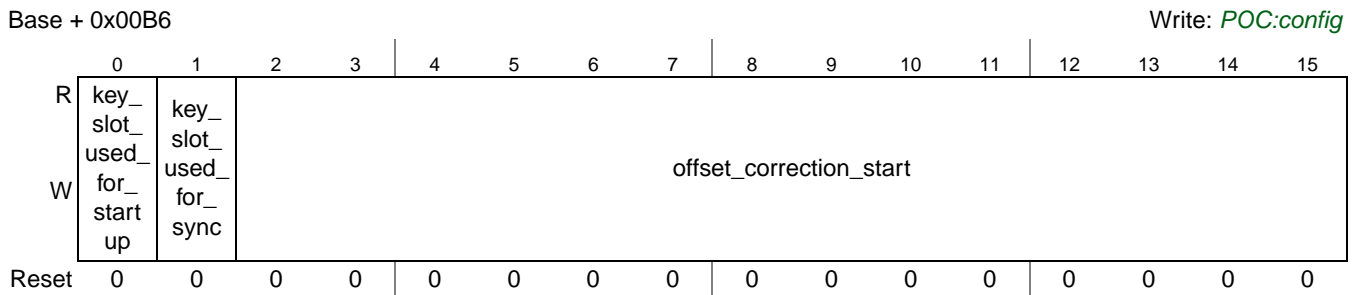 Base + 0x00B6 Write: POC:config
0 1 2 3 4 5 6 7 8 9 10 11 12 13 14 15
R
W
key_
slot_
used_
for_
start
up
key_
slot_
used_
for_
sync
offset_correction_start
Reset 0 0 0 0 0 0 0 0 0 0 0 0 0 0 0 0